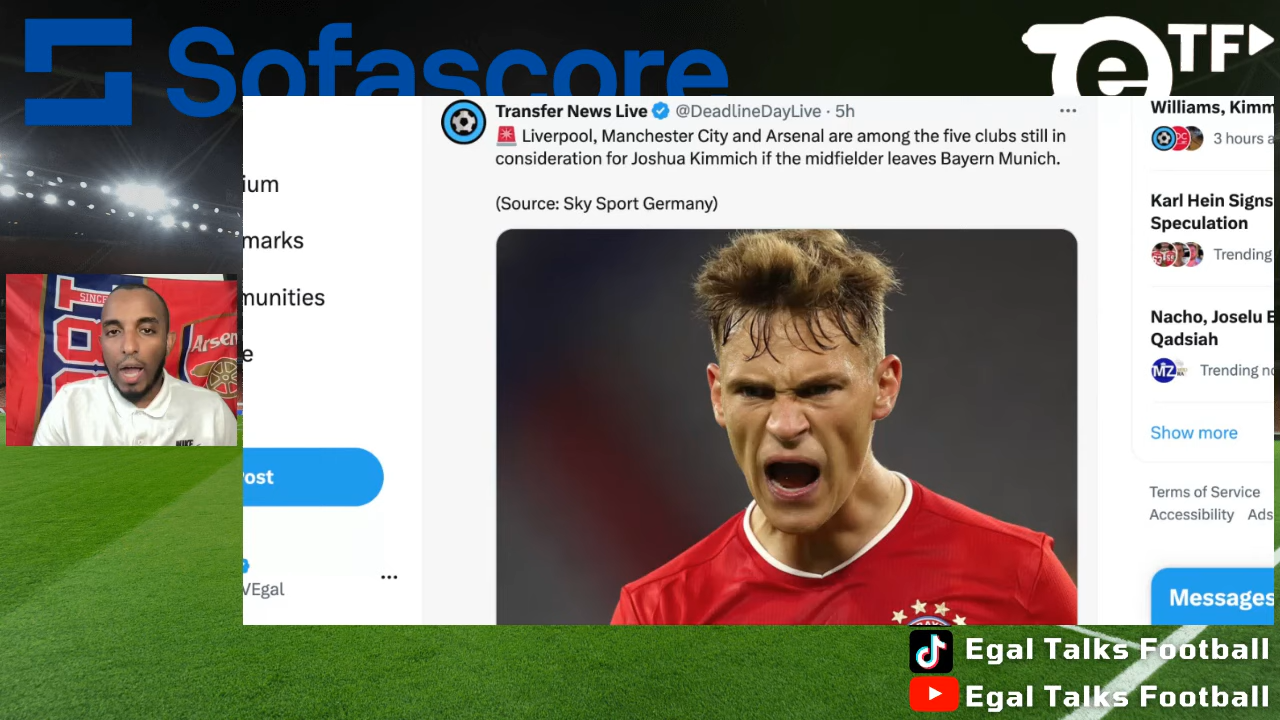 Sofascore
e TF
Transfer News Live @DeadlineDayLive · 5h
🚨 Liverpool, Manchester City and Arsenal are among the five clubs still in
consideration for Joshua Kimmich if the midfielder leaves Bayern Munich.
(Source: Sky Sport Germany)
ium
marks
munities
e
ost
VEgal
Williams, Kimm
3 hours a
Karl Hein Signs
Speculation
Trending
Nacho, Joselu E
Qadsiah
Trending no
Show more
Terms of Service
Accessibility Ads
Messages
SINCE
Arsen
NIKE
Egal Talks Football
Egal Talks Football